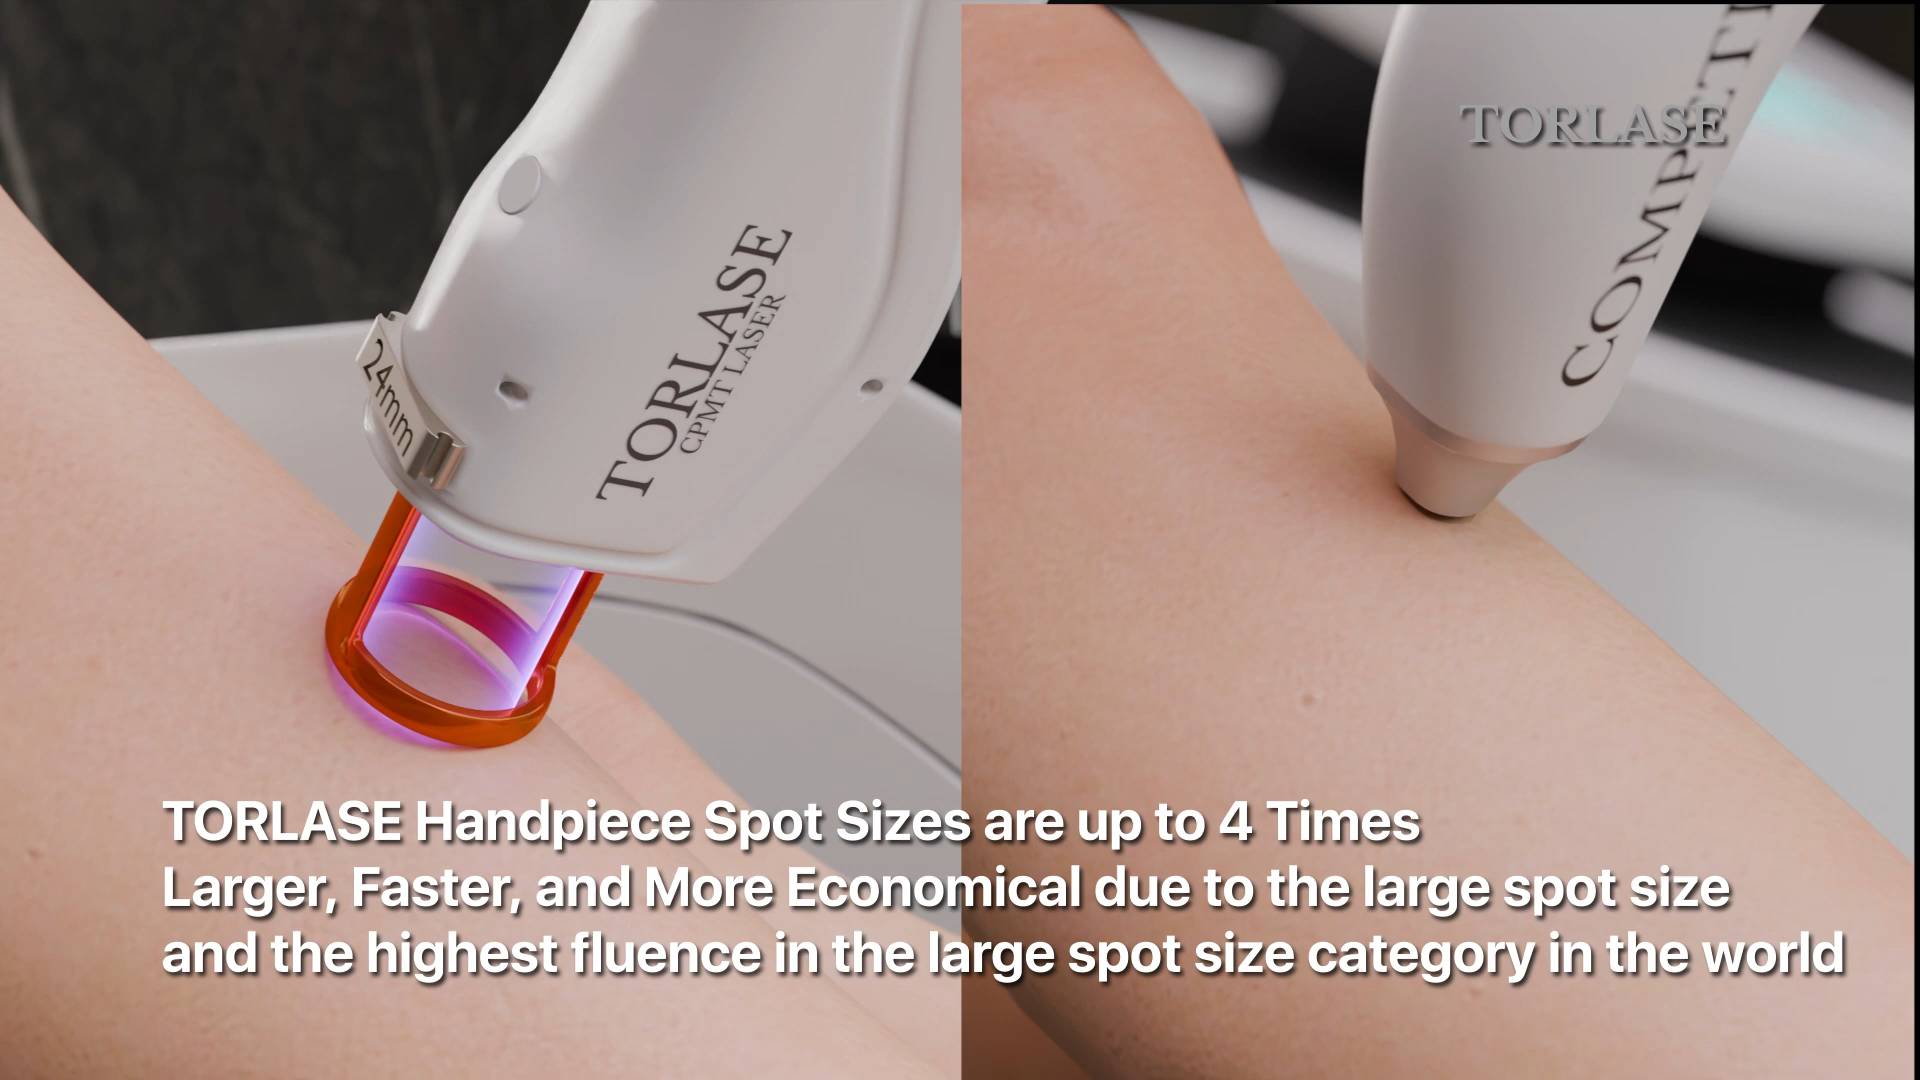 TORLASE
CPMT LASER
24mm
TORLASE
TORLASE Handpiece Spot Sizes are up to 4 Times
Larger, Faster, and More Economical due to the large spot size
and the highest fluence in the large spot size category in the world